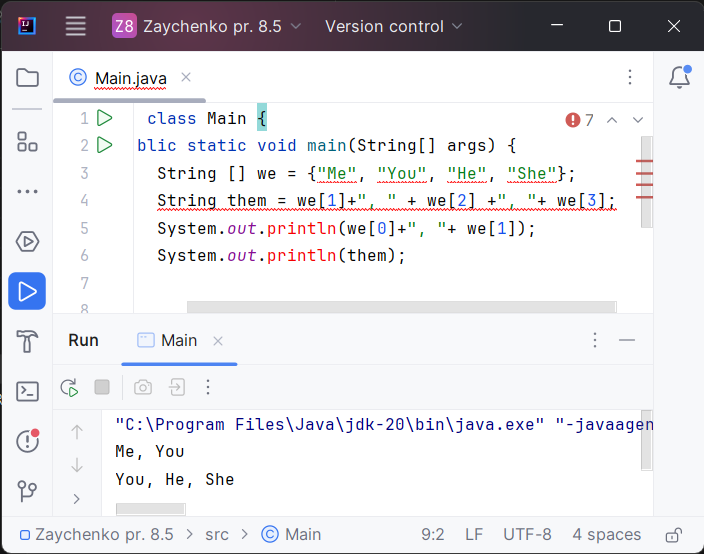 Z8 Zaychenko pr. 8.5 Version control
Main.java
7
1 class Main {
2 blic static void main(String[] args) {
3 String [] we = {"Me", "You", "He", "She"};
4 String them = we[1]+", " + we[2] +", "+ we[3];
5 System.out.println(we[0]+", "+ we[1]);
6 System.out.println(them);
7
8
Run Main
"C:\Program Files\Java\jdk-20\bin\java.exe" "-javaagen
Me, You
You, He, She
Zaychenko pr. 8.5 > src > Main 9:2 LF UTF-8 4 spaces